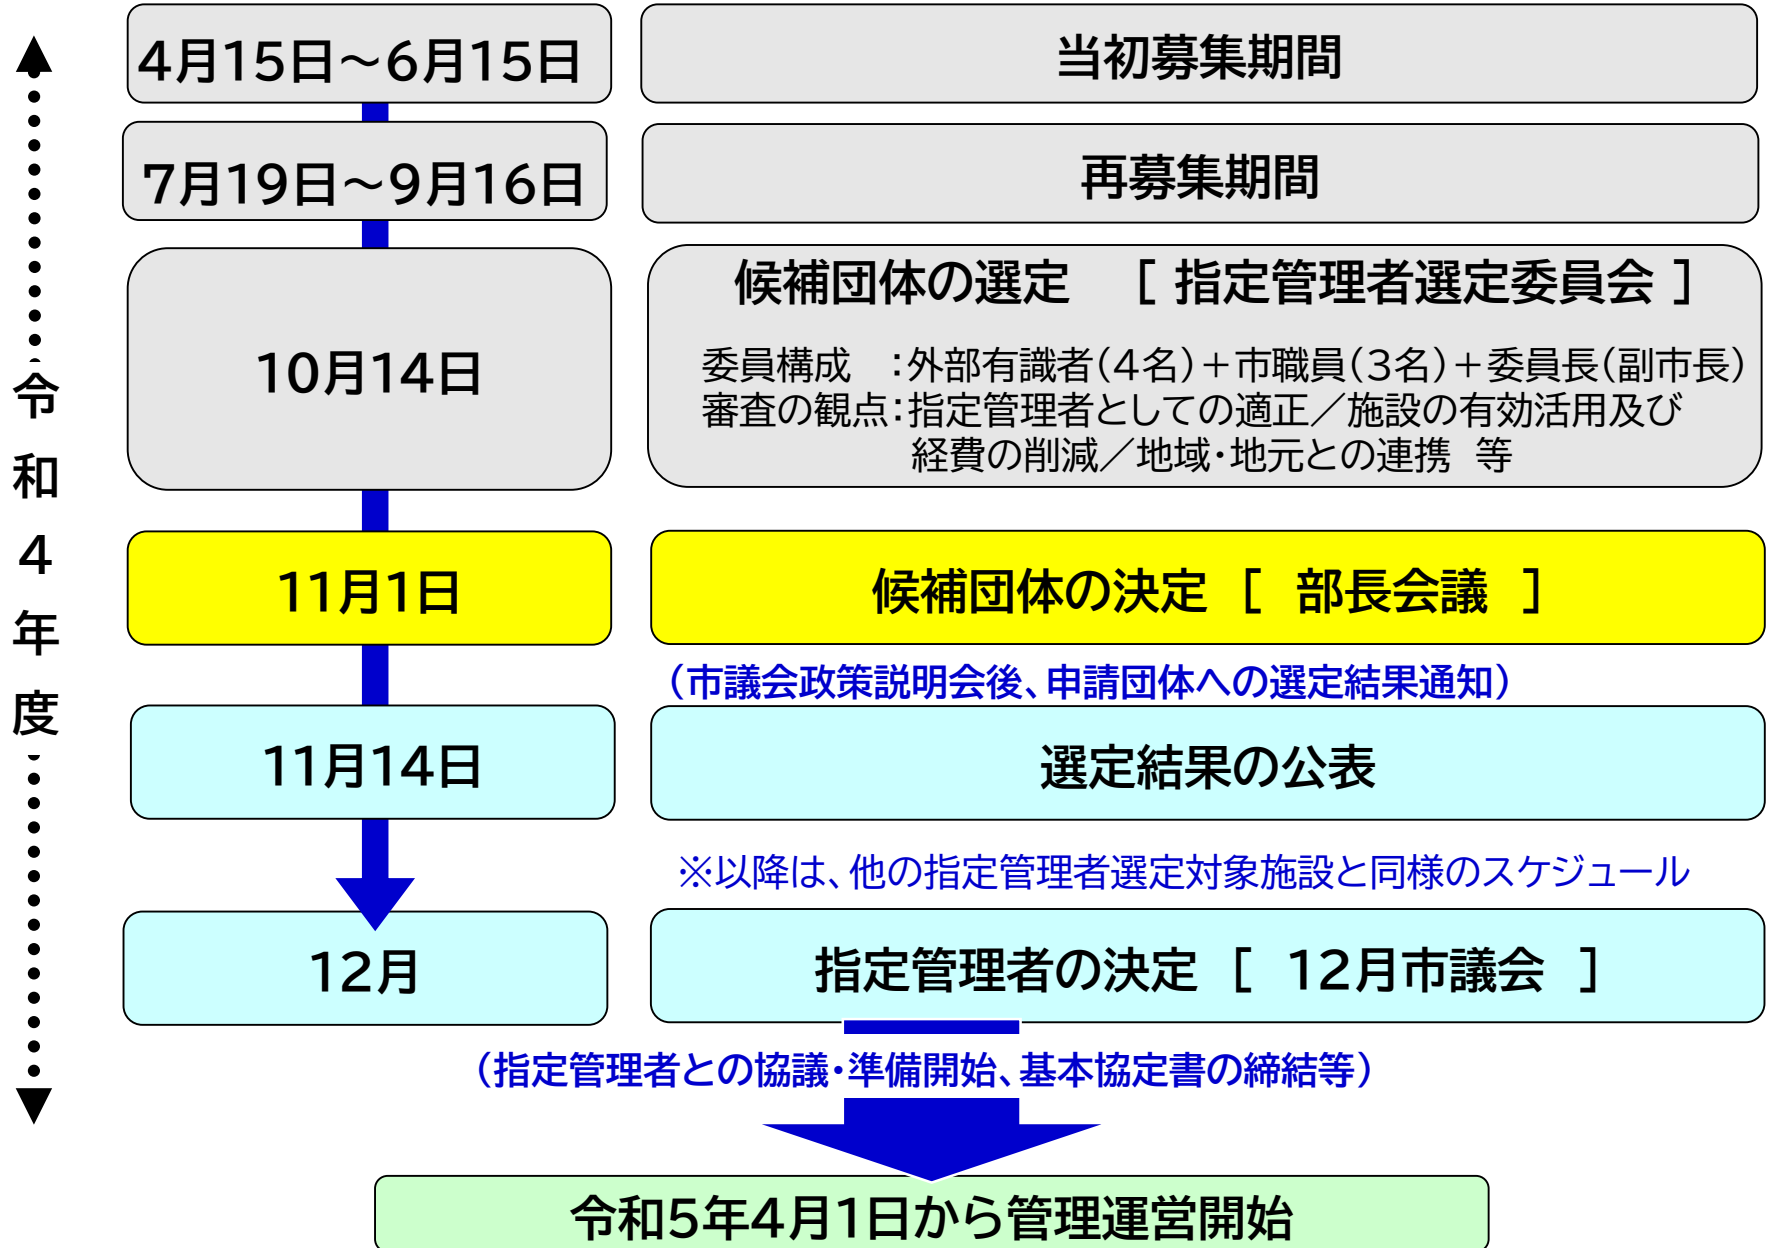 令和4年度
4月15日～6月15日
当初募集期間
7月19日～9月16日
再募集期間
10月14日
候補団体の選定　［ 指定管理者選定委員会 ］
委員構成　：外部有識者（4名）＋市職員（3名）＋委員長（副市長）
審査の観点：指定管理者としての適正／施設の有効活用及び
経費の削減／地域・地元との連携　等
11月1日
候補団体の決定［　部長会議　］
（市議会政策説明会後、申請団体への選定結果通知）
11月14日
選定結果の公表
※以降は、他の指定管理者選定対象施設と同様のスケジュール
12月
指定管理者の決定［　12月市議会　］
（指定管理者との協議・準備開始、基本協定書の締結等）
令和5年4月1日から管理運営開始